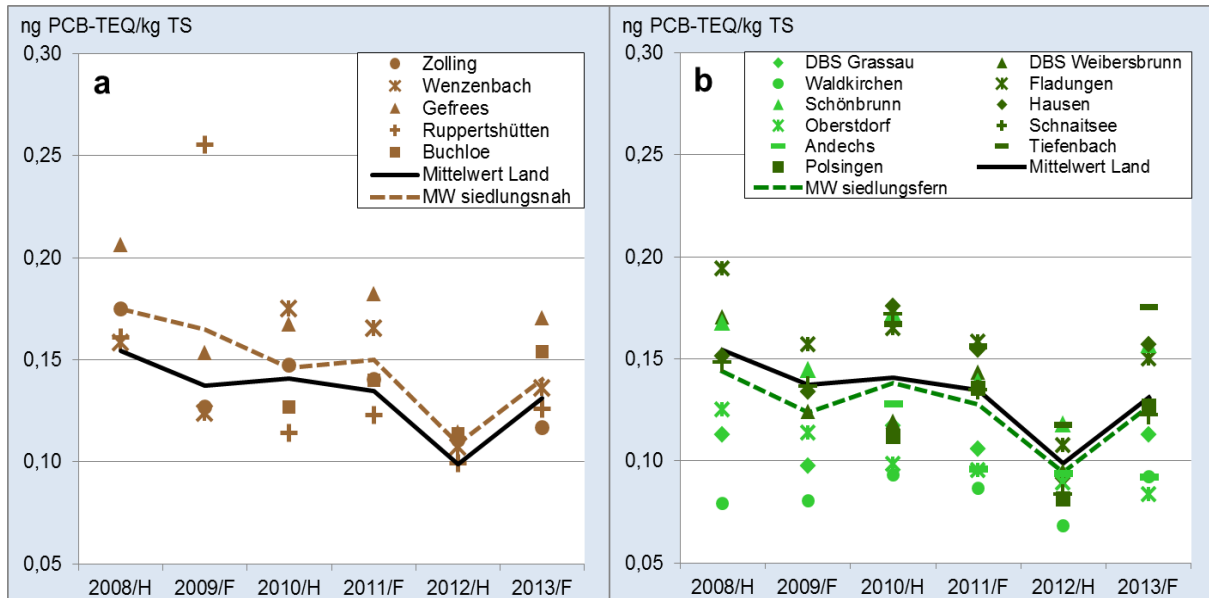 ng PCB-TEQ/kg TS
0,30
0,25
0,20
0,15
0,10
0,05
a
Zolling
Wenzenbach
Gefrees
Ruppertshütten
Buchloe
Mittelwert Land
MW siedlungsnah
2008/H 2009/F 2010/H 2011/F 2012/H 2013/F
ng PCB-TEQ/kg TS
0,30
0,25
0,20
0,15
0,10
0,05
b
DBS Grassau DBS Weibersbrunn
Waldkirchen Fladungen
Schönbrunn Hausen
Oberstdorf Schnaitsee
Andechs Tiefenbach
Polsingen Mittelwert Land
MW siedlungsfern
2008/H 2009/F 2010/H 2011/F 2012/H 2013/F